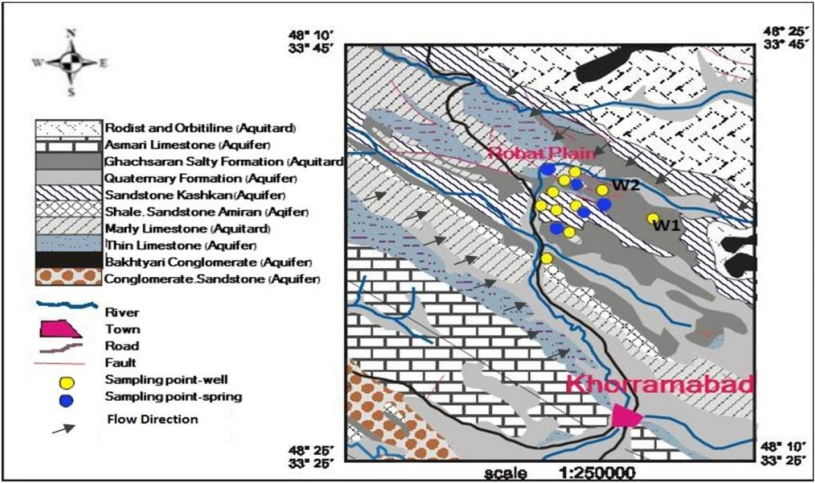 N
W E
S
48° 10'
33° 45'
48° 25'
33° 45'
Rodist and Orbitiline (Aquitard)
Asmari Limestone (Aquifer)
Ghachsaran Salty Formation (Aquitard
Quaternary Formation (Aquifer)
Sandstone Kashkan (Aquifer)
Shale. Sandstone Amiran (Aqifer)
Marly Limestone (Aquitard)
Thin Limestone (Aquifer)
Bakhtyari Conglomerate (Aquifer)
Conglomerate.Sandstone (Aquifer)
River
Town
Road
Fault
Sampling point-well
Sampling point-spring
Flow Direction
Robat Plain
W2
W1
Khorramabad
48° 25'
33° 25'
48° 10'
33° 25'
scale 1:250000